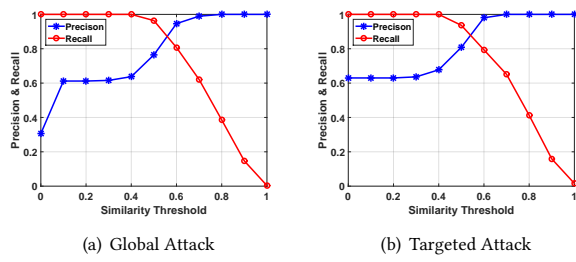 1
0.8
0.6
0.4
0.2
0
Precision & Recall
Precison
Recall
0 0.2 0.4 0.6 0.8 1
Similarity Threshold
(a) Global Attack
1
0.8
0.6
0.4
0.2
0
Precision & Recall
Precison
Recall
0 0.2 0.4 0.6 0.8 1
Similarity Threshold
(b) Targeted Attack